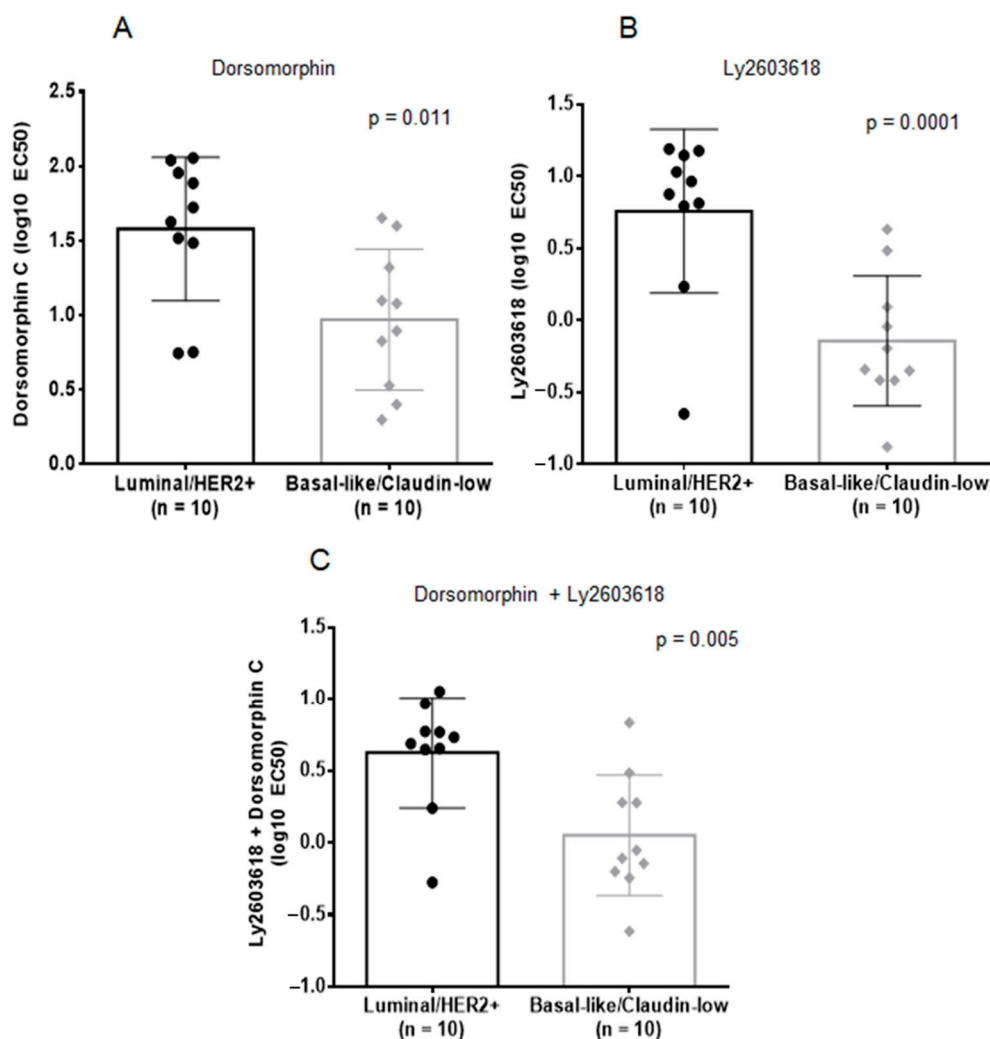 A
Dorsomorphin
p = 0.011
Dorsomorphin C (log10 EC50)
2.5
2.0
1.5
1.0
0.5
0.0
Luminal/HER2+
(n = 10)
Basal-like/Claudin-low
(n = 10)
B
Ly2603618
p = 0.0001
Ly2603618 (log10 EC50)
1.5
1.0
0.5
0.0
−0.5
−1.0
Luminal/HER2+
(n = 10)
Basal-like/Claudin-low
(n = 10)
C
Dorsomorphin + Ly2603618
p = 0.005
Ly2603618 + Dorsomorphin C
(log10 EC50)
1.5
1.0
0.5
0.0
−0.5
−1.0
Luminal/HER2+
(n = 10)
Basal-like/Claudin-low
(n = 10)